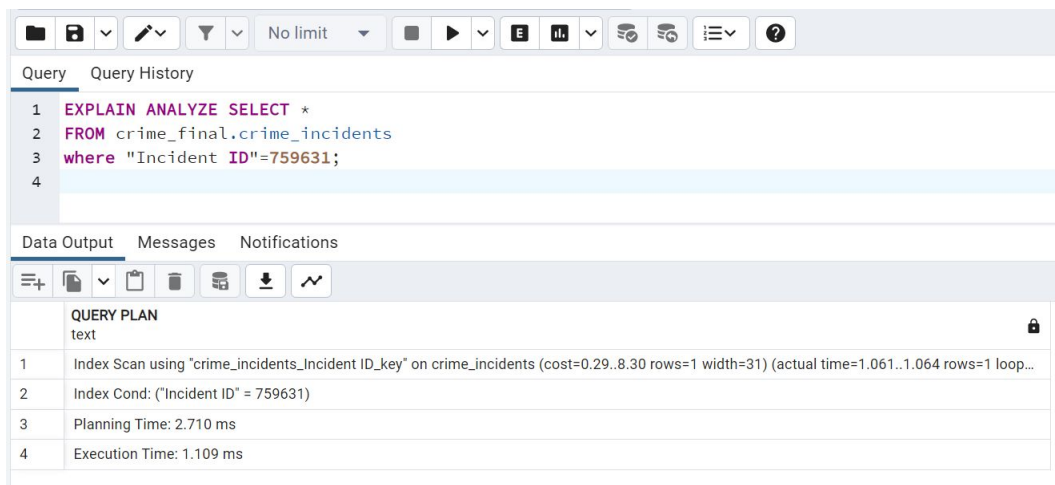 No limit
E
Query Query History
1 EXPLAIN ANALYZE SELECT *
2 FROM crime_final.crime_incidents
3 where "Incident ID"=759631;
4
Data Output Messages Notifications
QUERY PLAN
text
1 Index Scan using "crime_incidents_Incident ID_key" on crime_incidents (cost=0.29..8.30 rows=1 width=31) (actual time=1.061..1.064 rows=1 loop...
2 Index Cond: ("Incident ID" = 759631)
3 Planning Time: 2.710 ms
4 Execution Time: 1.109 ms